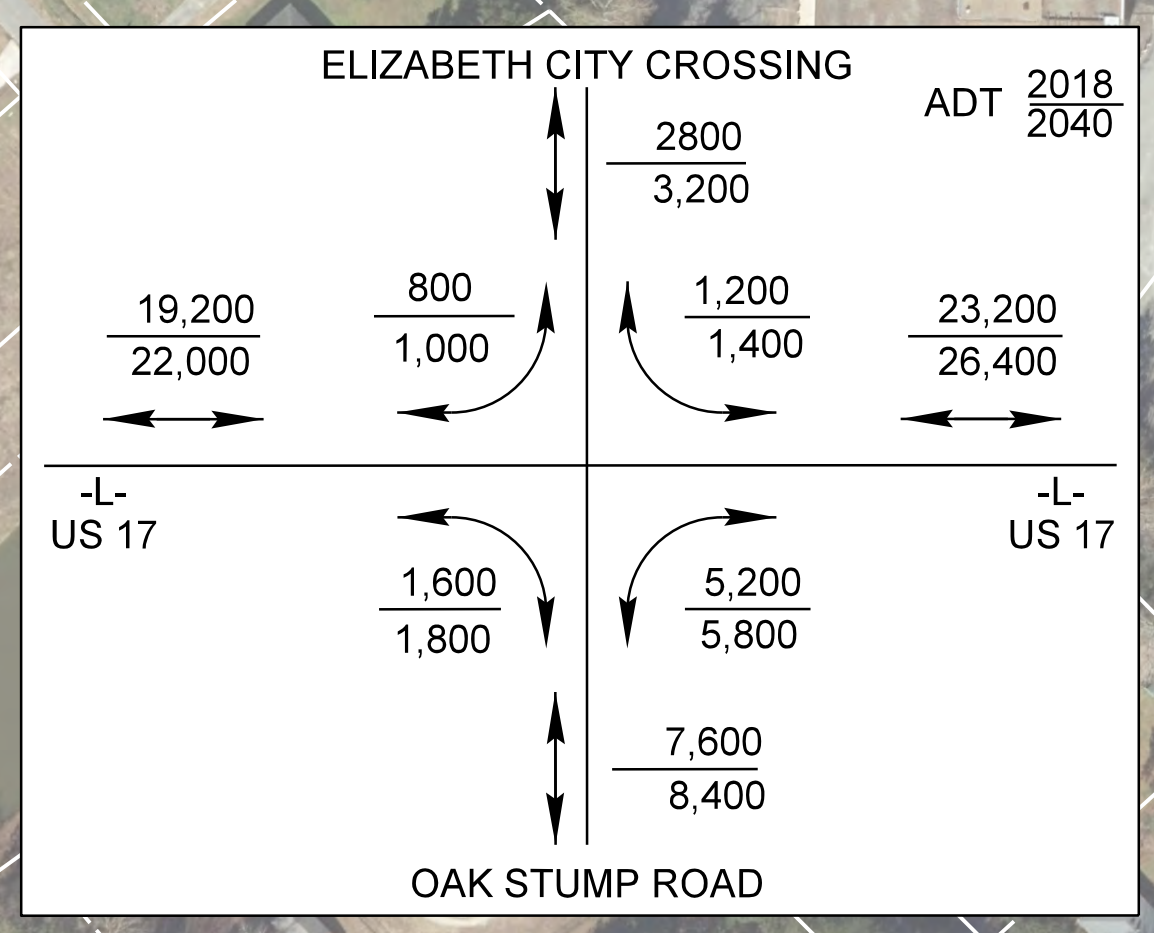 ELIZABETH CITY CROSSING
ADT 2018
2040
2800
3,200
19,200
22,000
800
1,000
1,200
1,400
23,200
26,400
-L-
US 17
-L-
US 17
1,600
1,800
5,200
5,800
7,600
8,400
OAK STUMP ROAD